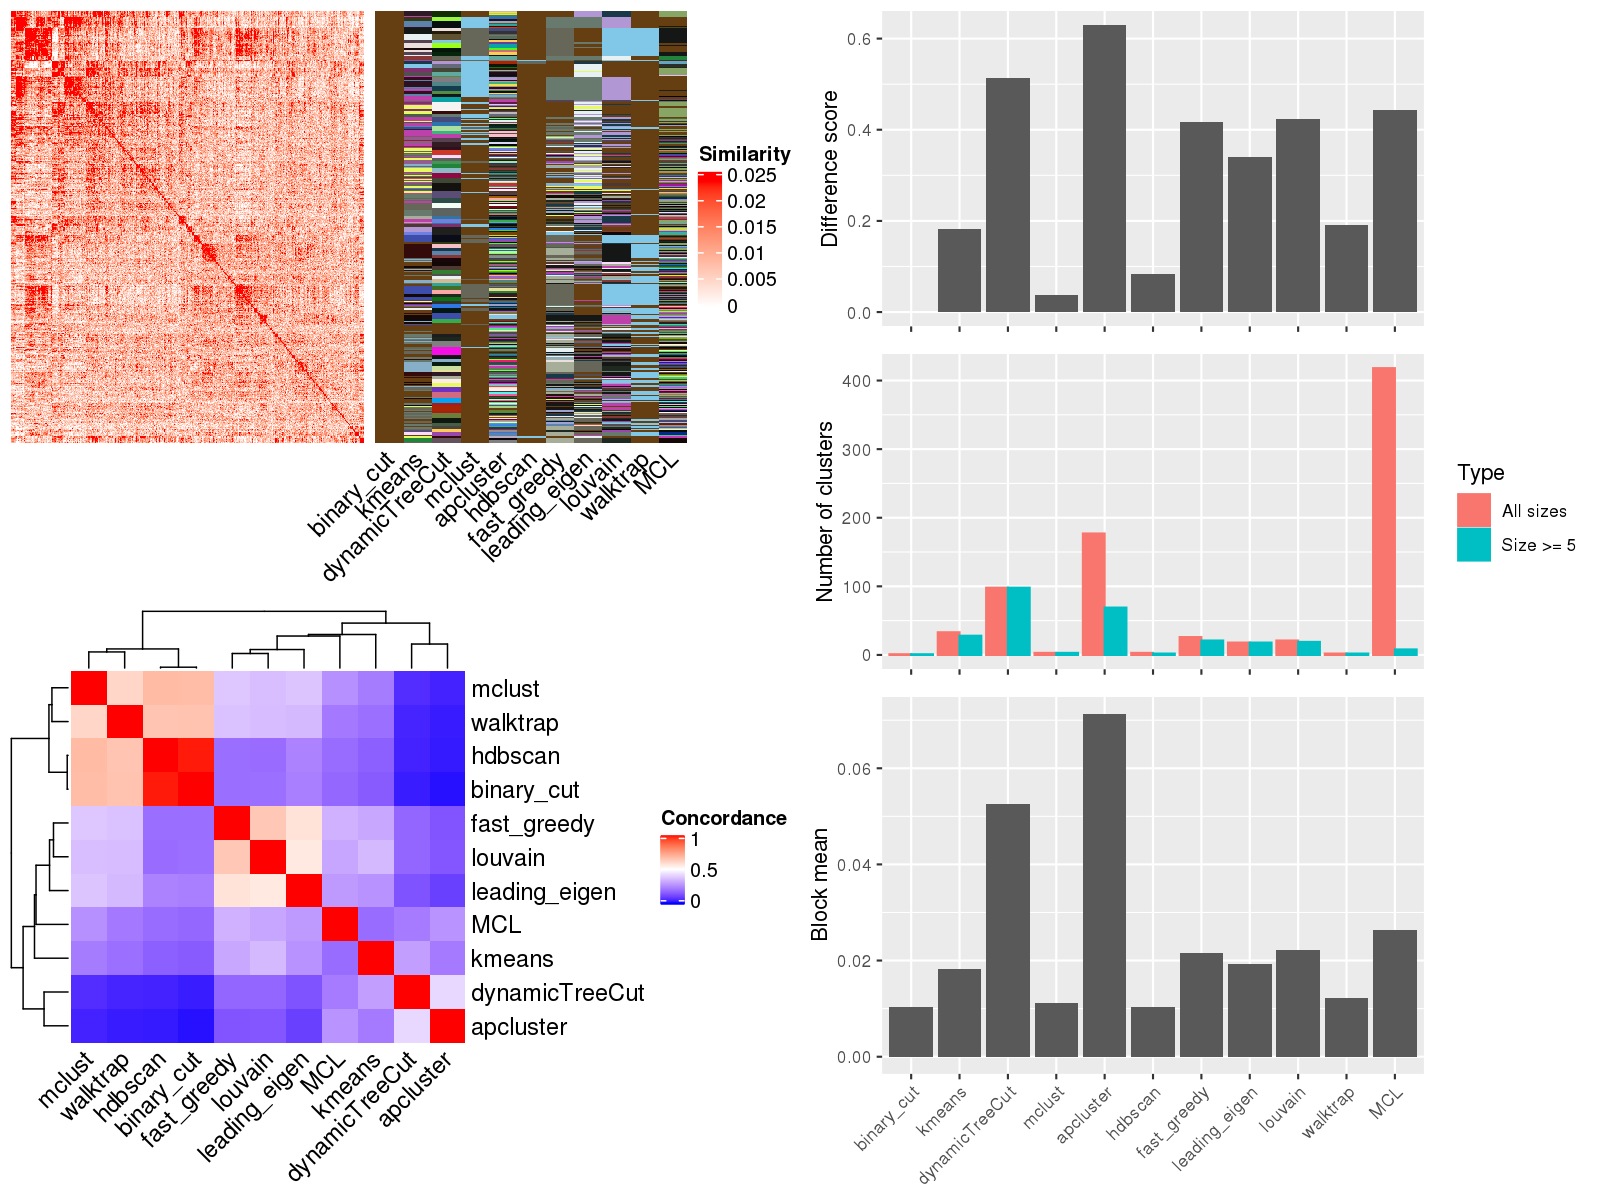 Similarity
0.025
0.02
0.015
0.01
0.005
0
binary_cut
kmeans
dynamicTreeCut
mclust
apcluster
hdbscan
fast_greedy
leading_eigen
louvain
walktrap
MCL
mclust
walktrap
hdbscan
binary_cut
fast_greedy
louvain
leading_eigen
MCL
kmeans
dynamicTreeCut
apcluster
mclust
walktrap
hdbscan
binary_cut
fast_greedy
louvain
leading_eigen
MCL
kmeans
dynamicTreeCut
apcluster
Concordance
1
0.5
0
Difference score
0.6
0.4
0.2
0.0
Number of clusters
400
300
200
100
0
Type
All sizes
Size >= 5
Block mean
0.06
0.04
0.02
0.00
binary_cut
kmeans
dynamicTreeCut
mclust
apcluster
hdbscan
fast_greedy
leading_eigen
louvain
walktrap
MCL